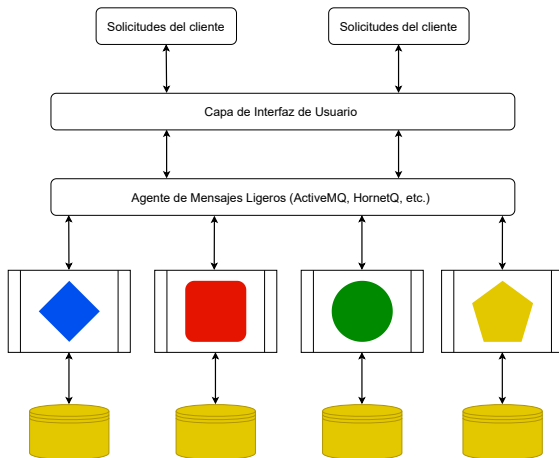 Solicitudes del cliente
Solicitudes del cliente
Capa de Interfaz de Usuario
Agente de Mensajes Ligeros (ActiveMQ, HornetQ, etc.)